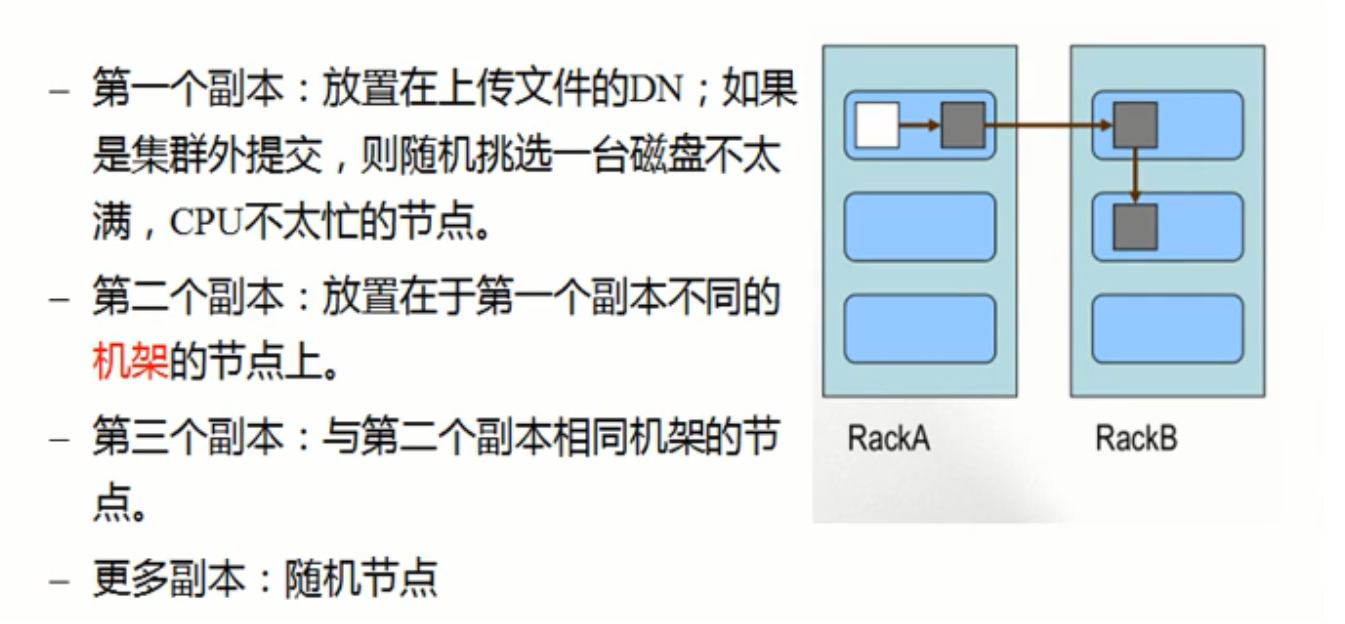 – 第一个副本：放置在上传文件的DN；如果
是集群外提交，则随机挑选一台磁盘不太
满，CPU不太忙的节点。
– 第二个副本：放置在于第一个副本不同的
机架的节点上。
– 第三个副本：与第二个副本相同机架的节
点。
– 更多副本：随机节点
RackA
RackB